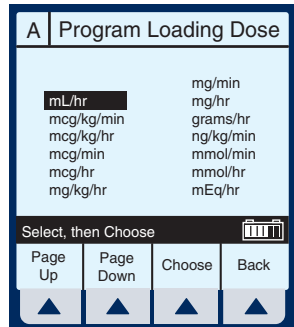 A Program Loading Dose
mL/hr
mcg/kg/min
mcg/kg/hr
mcg/min
mcg/hr
mg/kg/hr
mg/min
mg/hr
grams/hr
ng/kg/min
mmol/min
mmol/hr
mEq/hr
Select, then Choose
Page Up
Page Down
Choose
Back